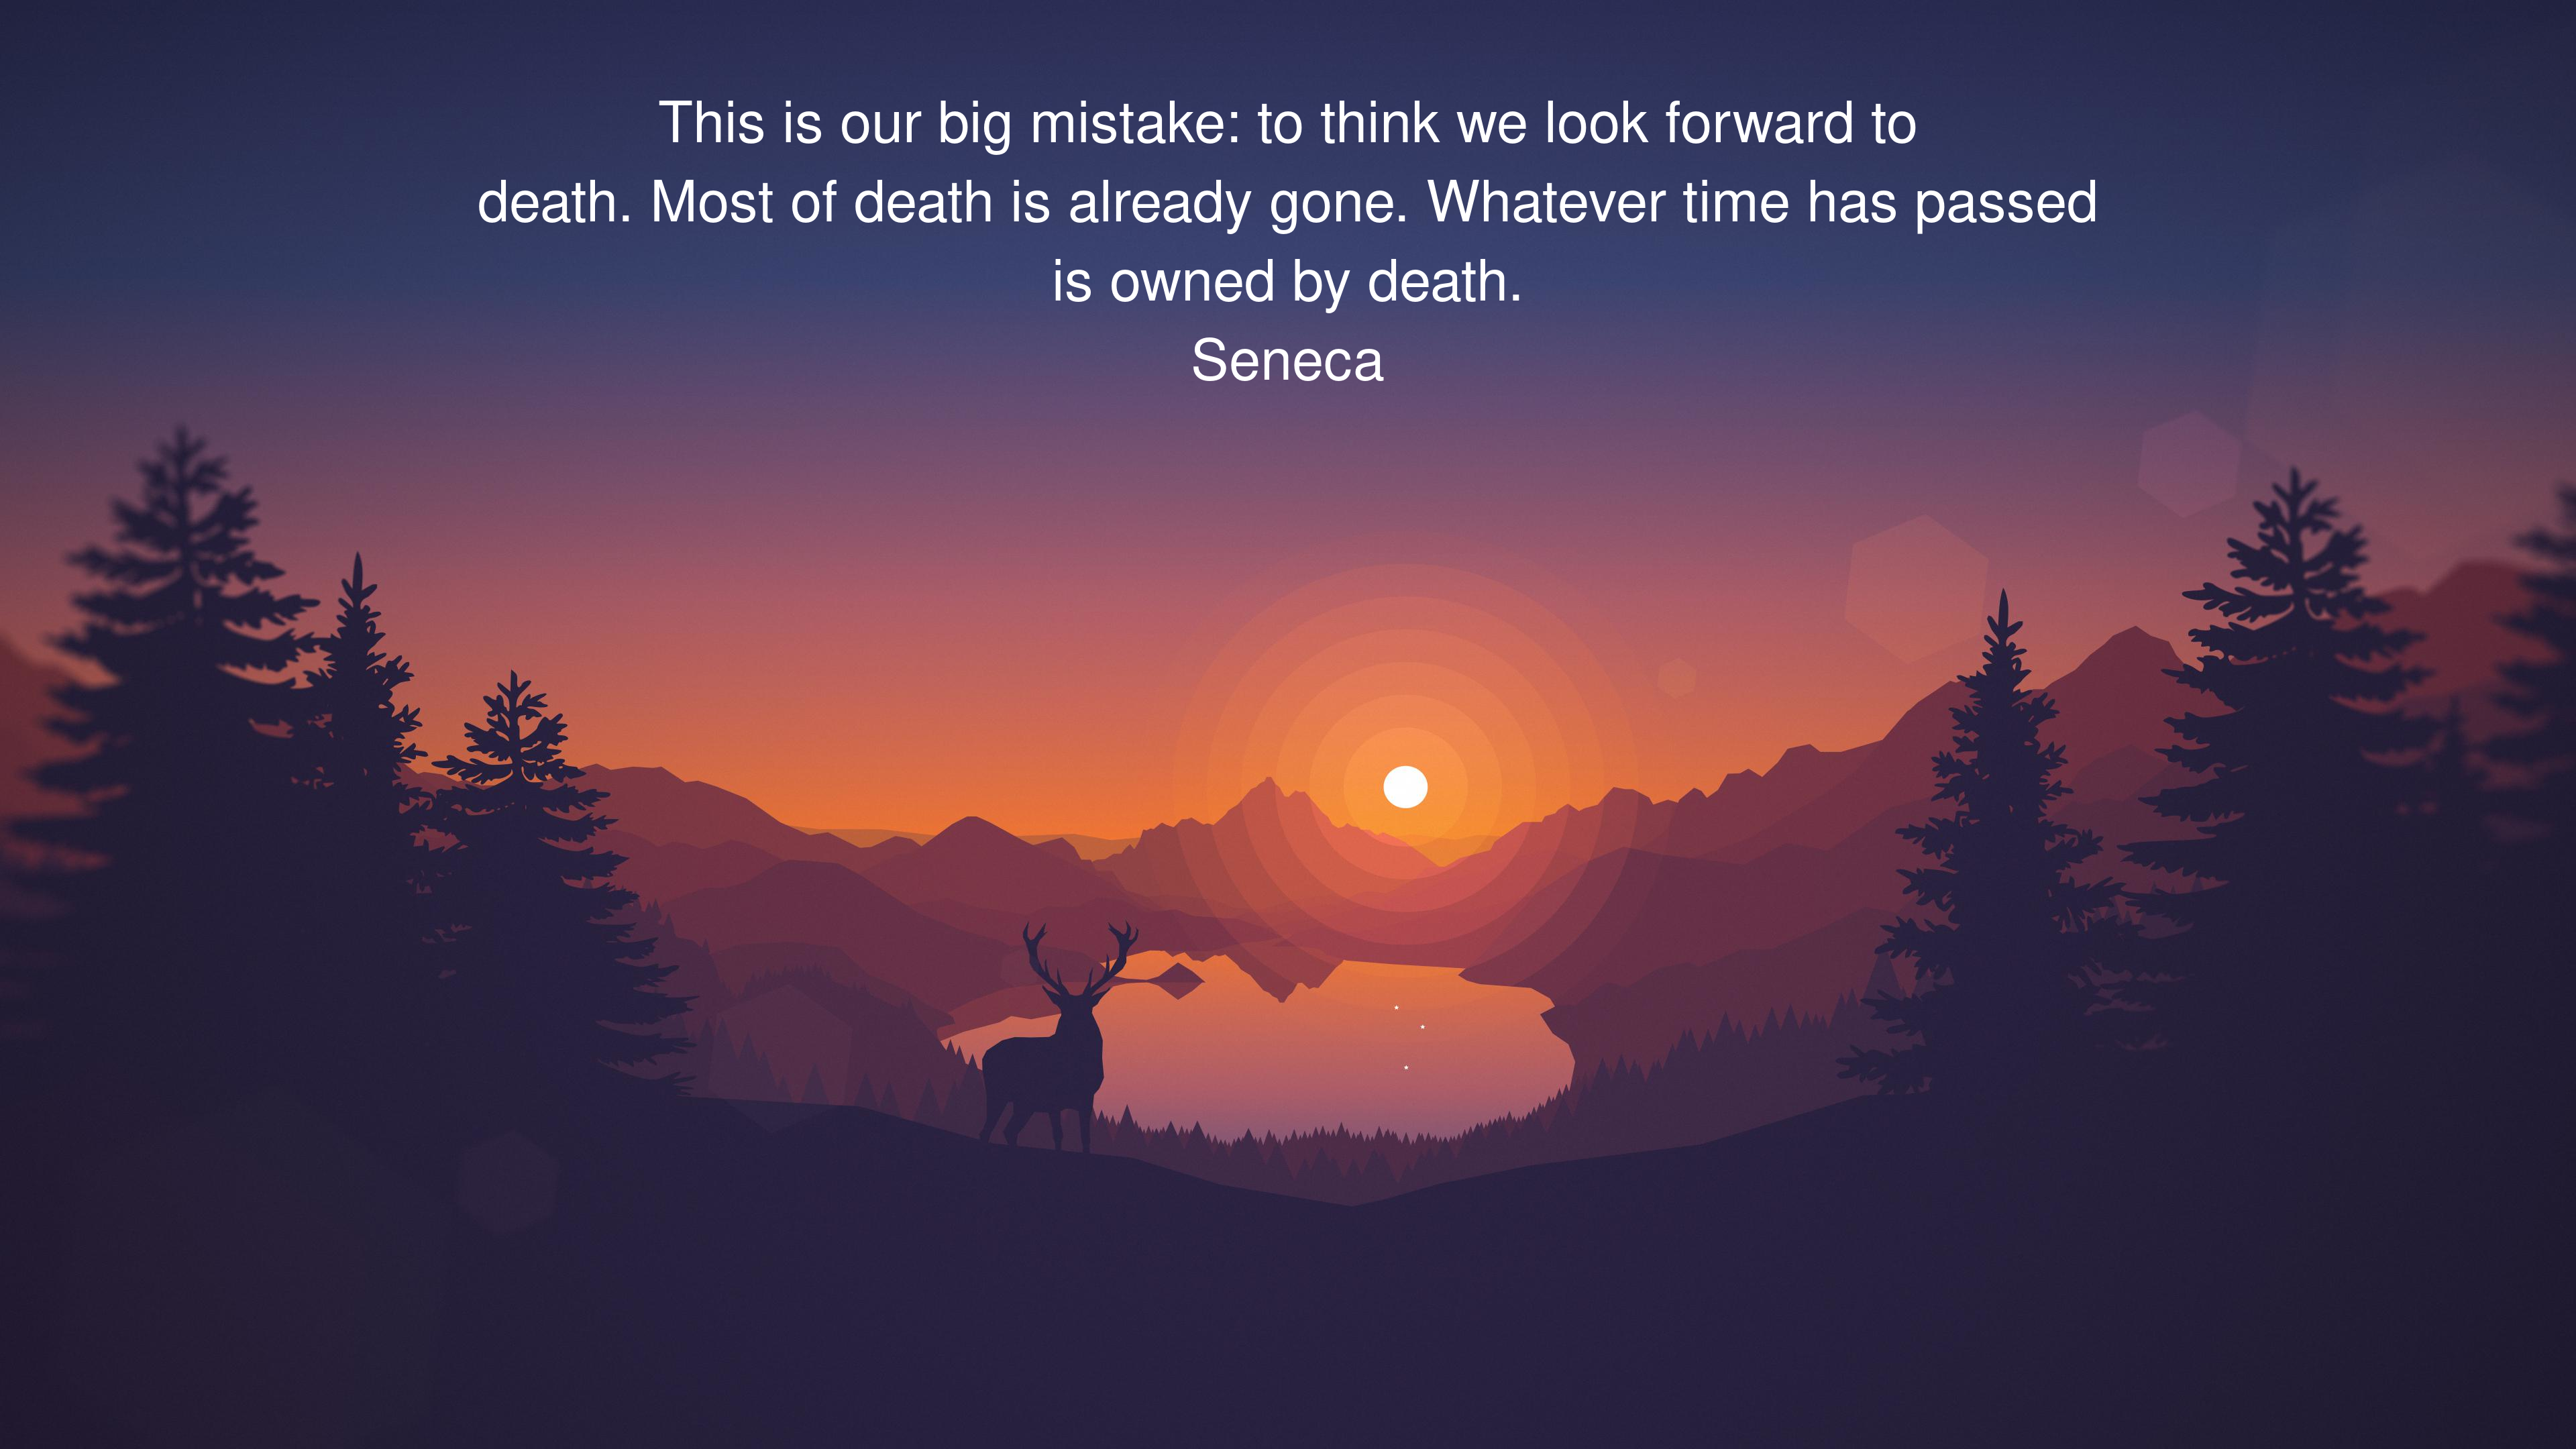 This is our big mistake: to think we look forward to
death. Most of death is already gone. Whatever time has passed
is owned by death.
Seneca